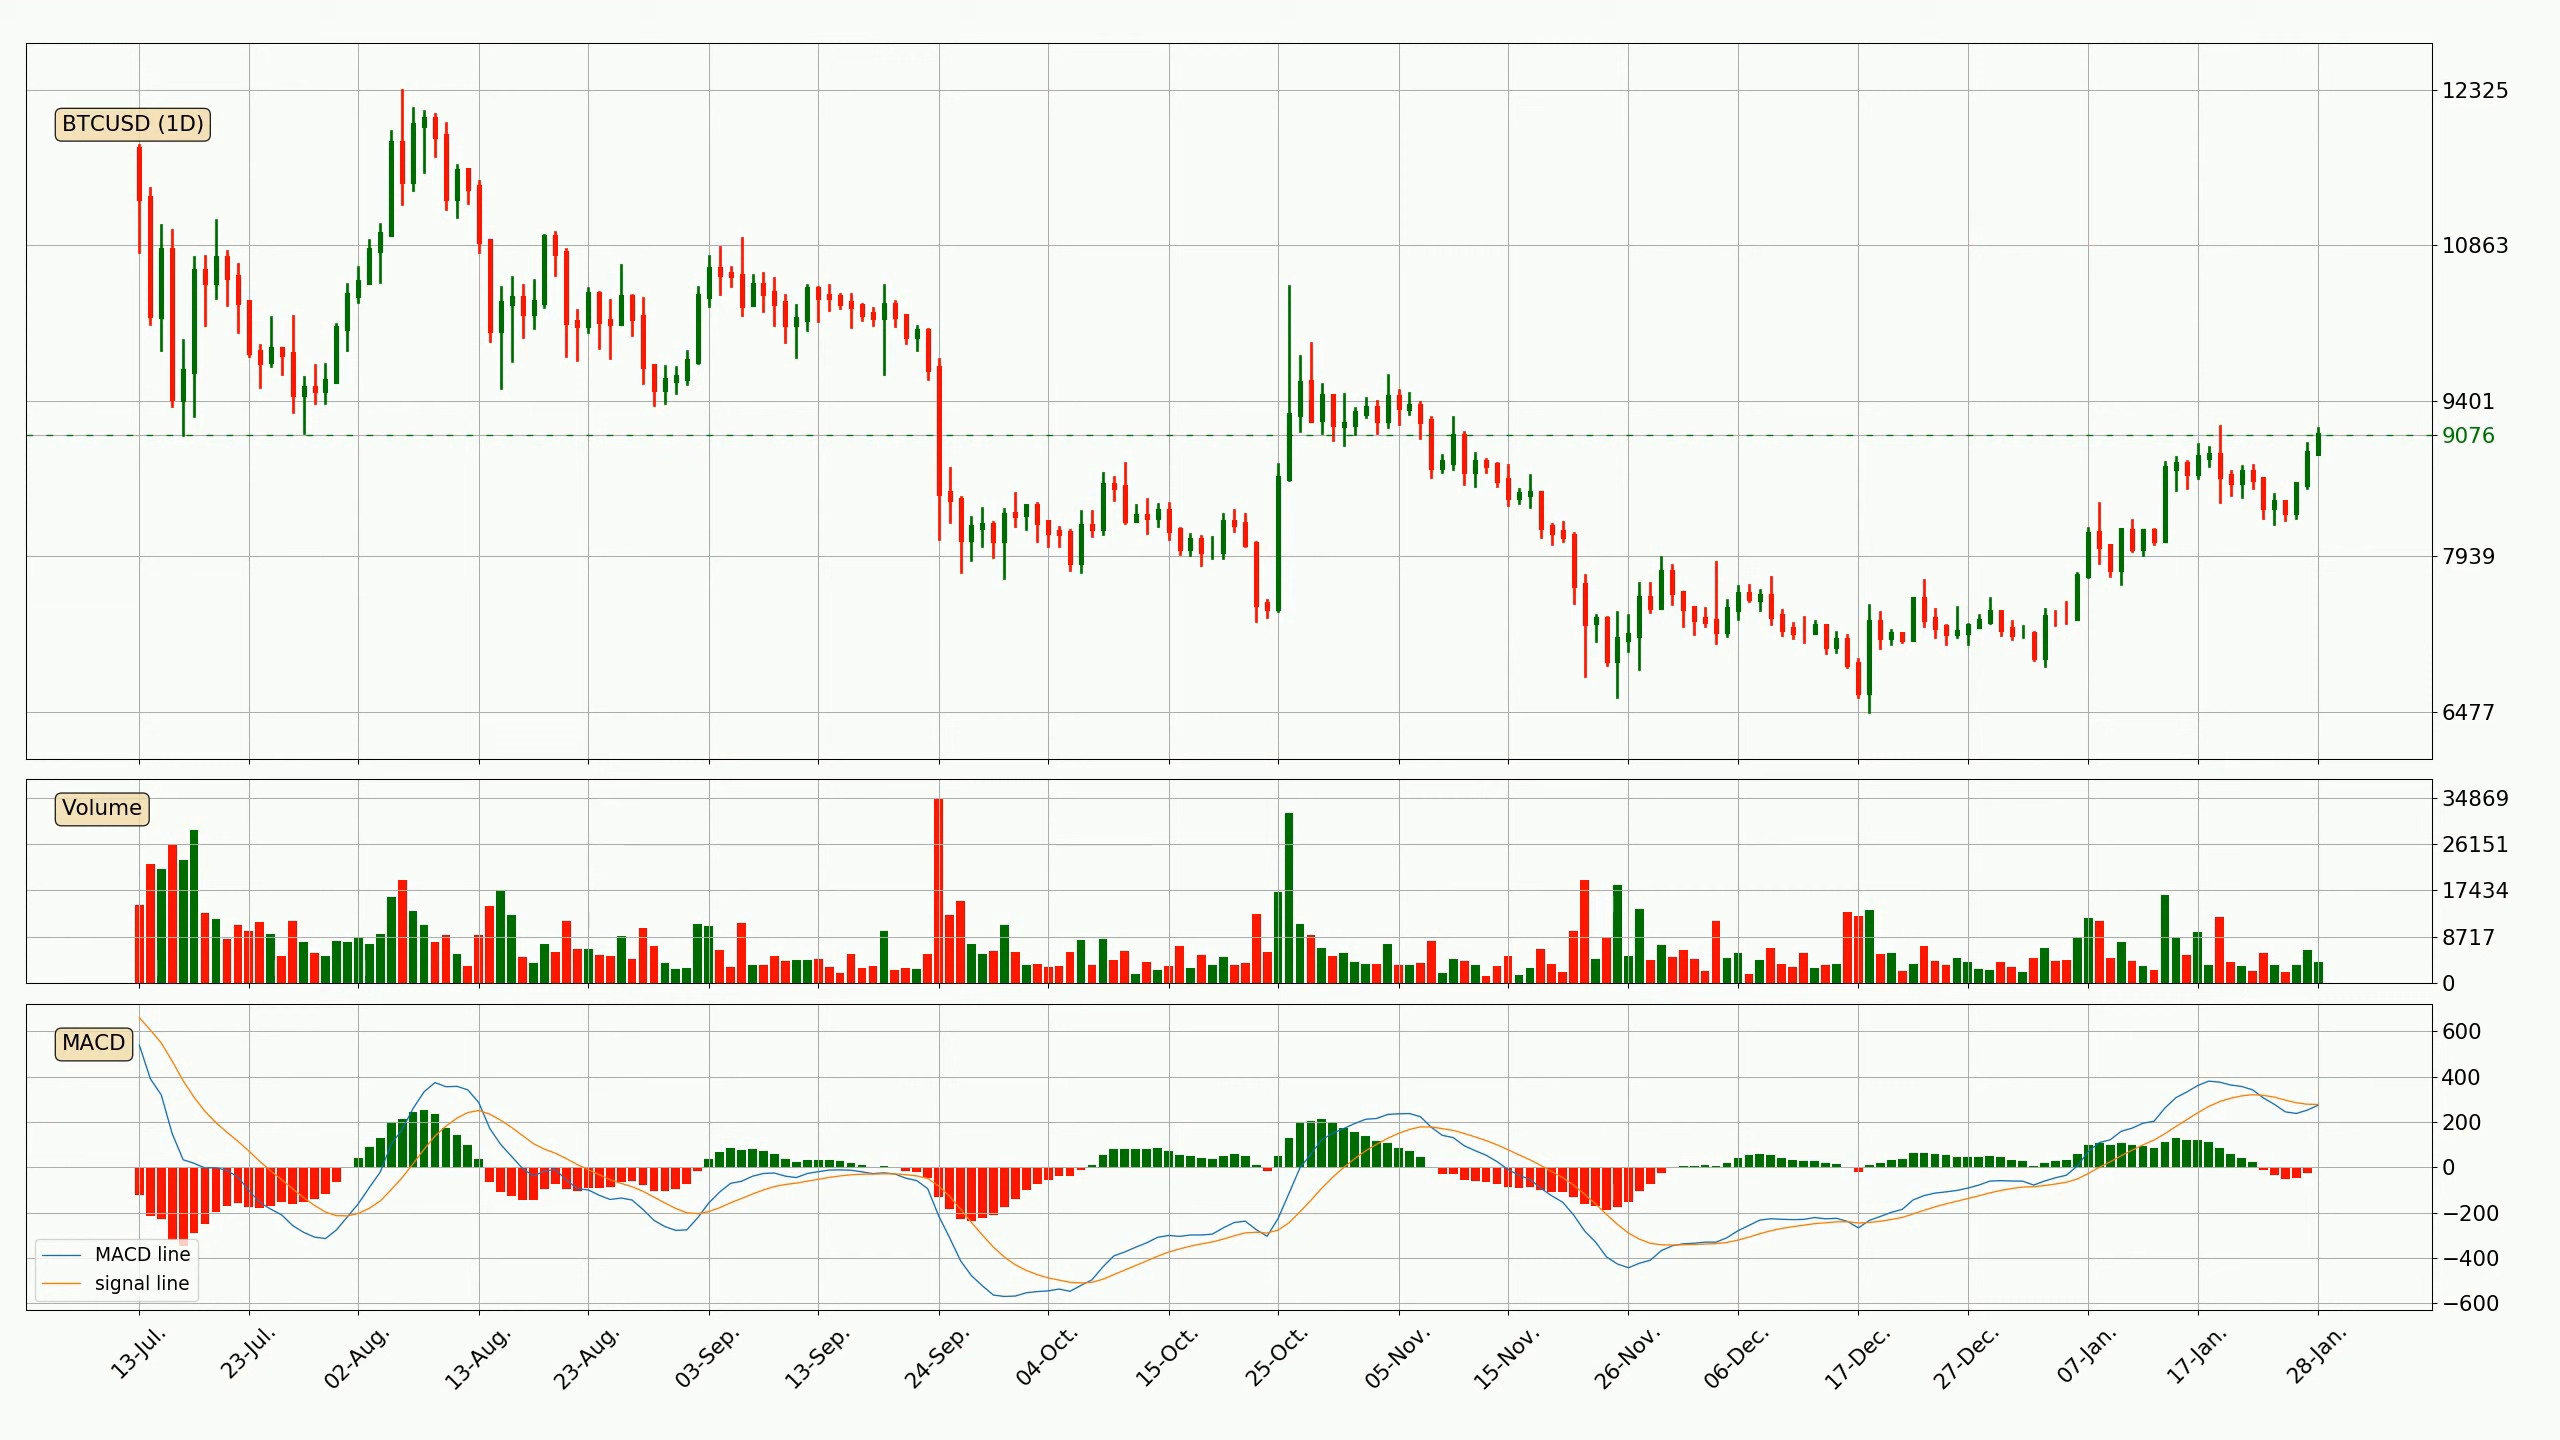 BTCUSD (1D)
12325
10863
9401
9076
7939
6477
Volume
34869
26151
17434
8717
0
MACD
600
400
200
0
−200
−400
−600
MACD line
signal line
13-Jul.
23-Jul.
02-Aug.
13-Aug.
23-Aug.
03-Sep.
13-Sep.
24-Sep.
04-Oct.
15-Oct.
25-Oct.
05-Nov.
15-Nov.
26-Nov.
06-Dec.
17-Dec.
27-Dec.
07-Jan.
17-Jan.
28-Jan.